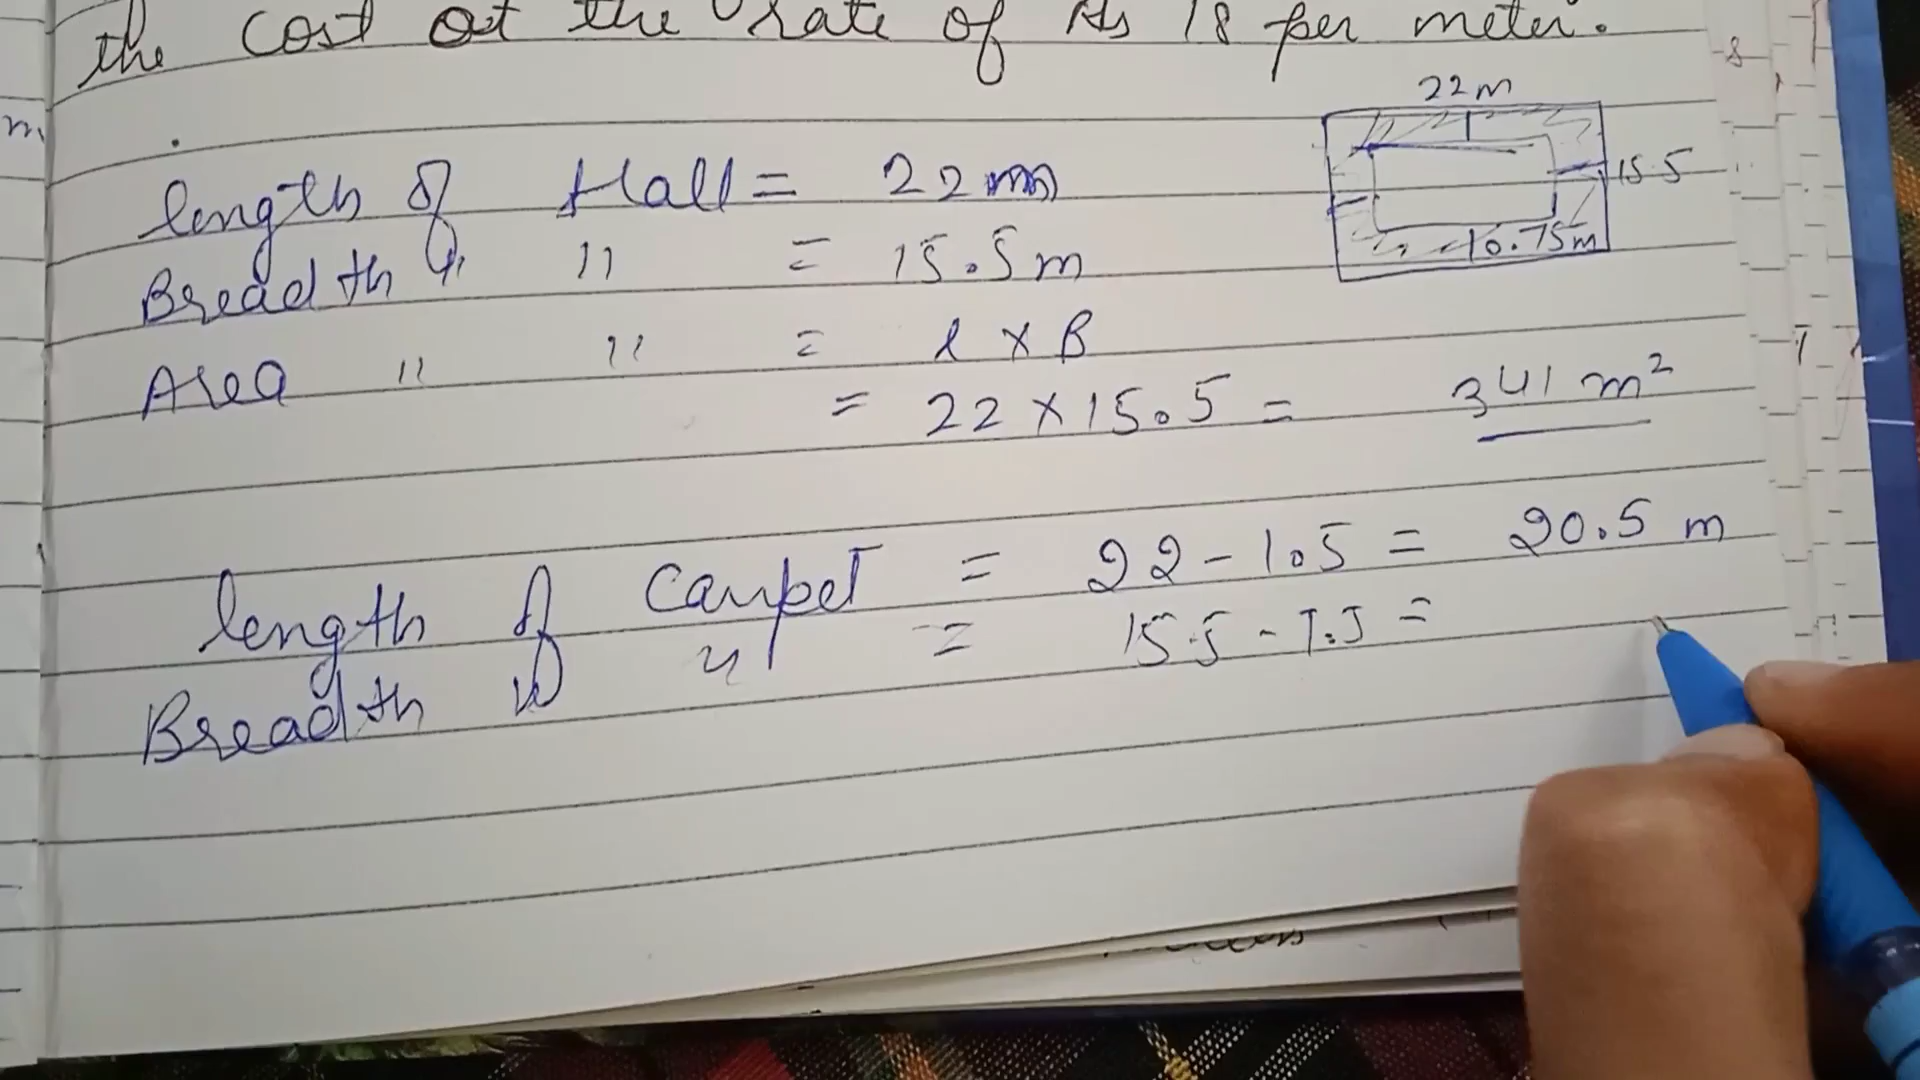 the cost at the rate of Rs 18 per meter.
22m
15.5
10.75m
length of Hall = 22 m
Breadth " " = 15.5 m
Area " " = l × B
= 22 × 15.5 = 341 m²
length of Carpet = 22 - 1.5 = 20.5 m
Breadth " " = 15.5 - 1.5 =